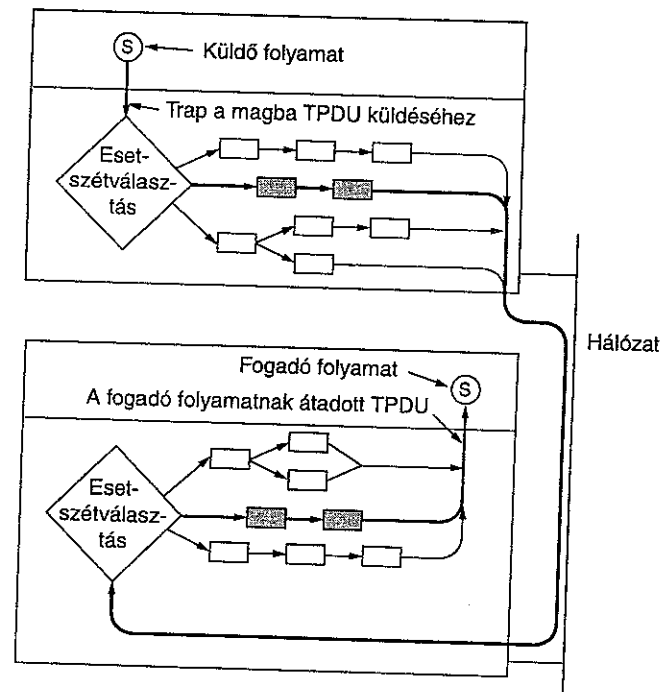 S
Küldő folyamat
Trap a magba TPDU küldéséhez
Eset-
szétválasz-
tás
Hálózat
Fogadó folyamat
S
A fogadó folyamatnak átadott TPDU
Eset-
szétválasz-
tás